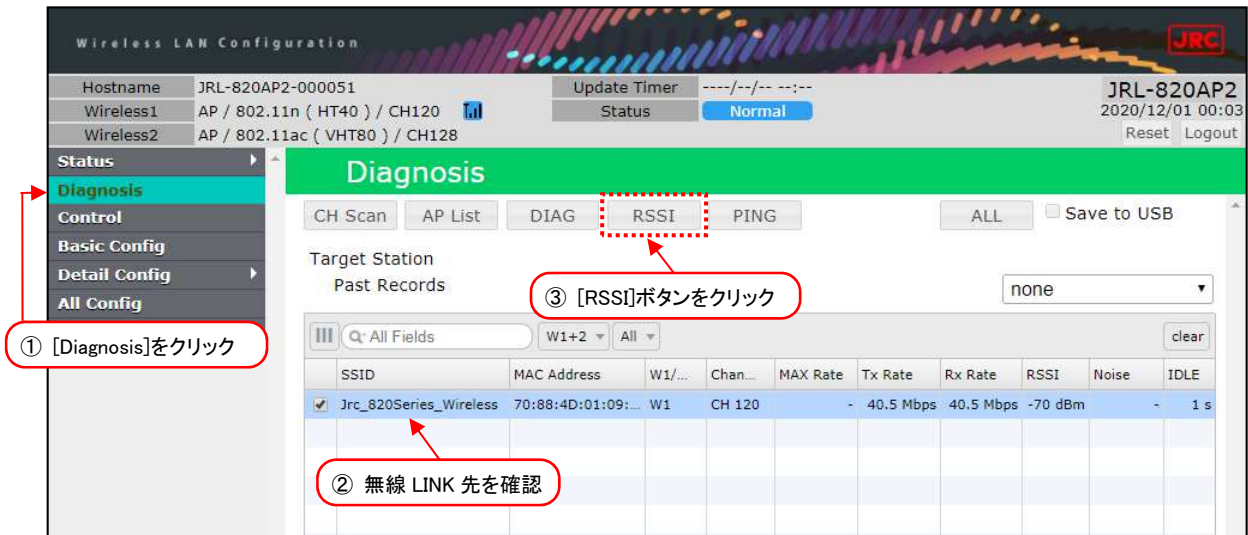 Wireless LAN Configuration
JRC
Hostname JRL-820AP2-000051 Update Timer ----/--/-- --:-- JRL-820AP2
Wireless1 AP / 802.11n ( HT40 ) / CH120 Status Normal 2020/12/01 00:03
Wireless2 AP / 802.11ac ( VHT80 ) / CH128 Reset Logout
Status
Diagnosis
Control
Basic Config
Detail Config
All Config
① [Diagnosis]をクリック
Diagnosis
CH Scan AP List DIAG RSSI PING ALL Save to USB
Target Station
Past Records none
③ [RSSI]ボタンをクリック
All Fields W1+2 All clear
SSID MAC Address W1/... Chan... MAX Rate Tx Rate Rx Rate RSSI Noise IDLE
Jrc_820Series_Wireless 70:88:4D:01:09:... W1 CH 120 - 40.5 Mbps 40.5 Mbps -70 dBm - 1 s
② 無線 LINK 先を確認